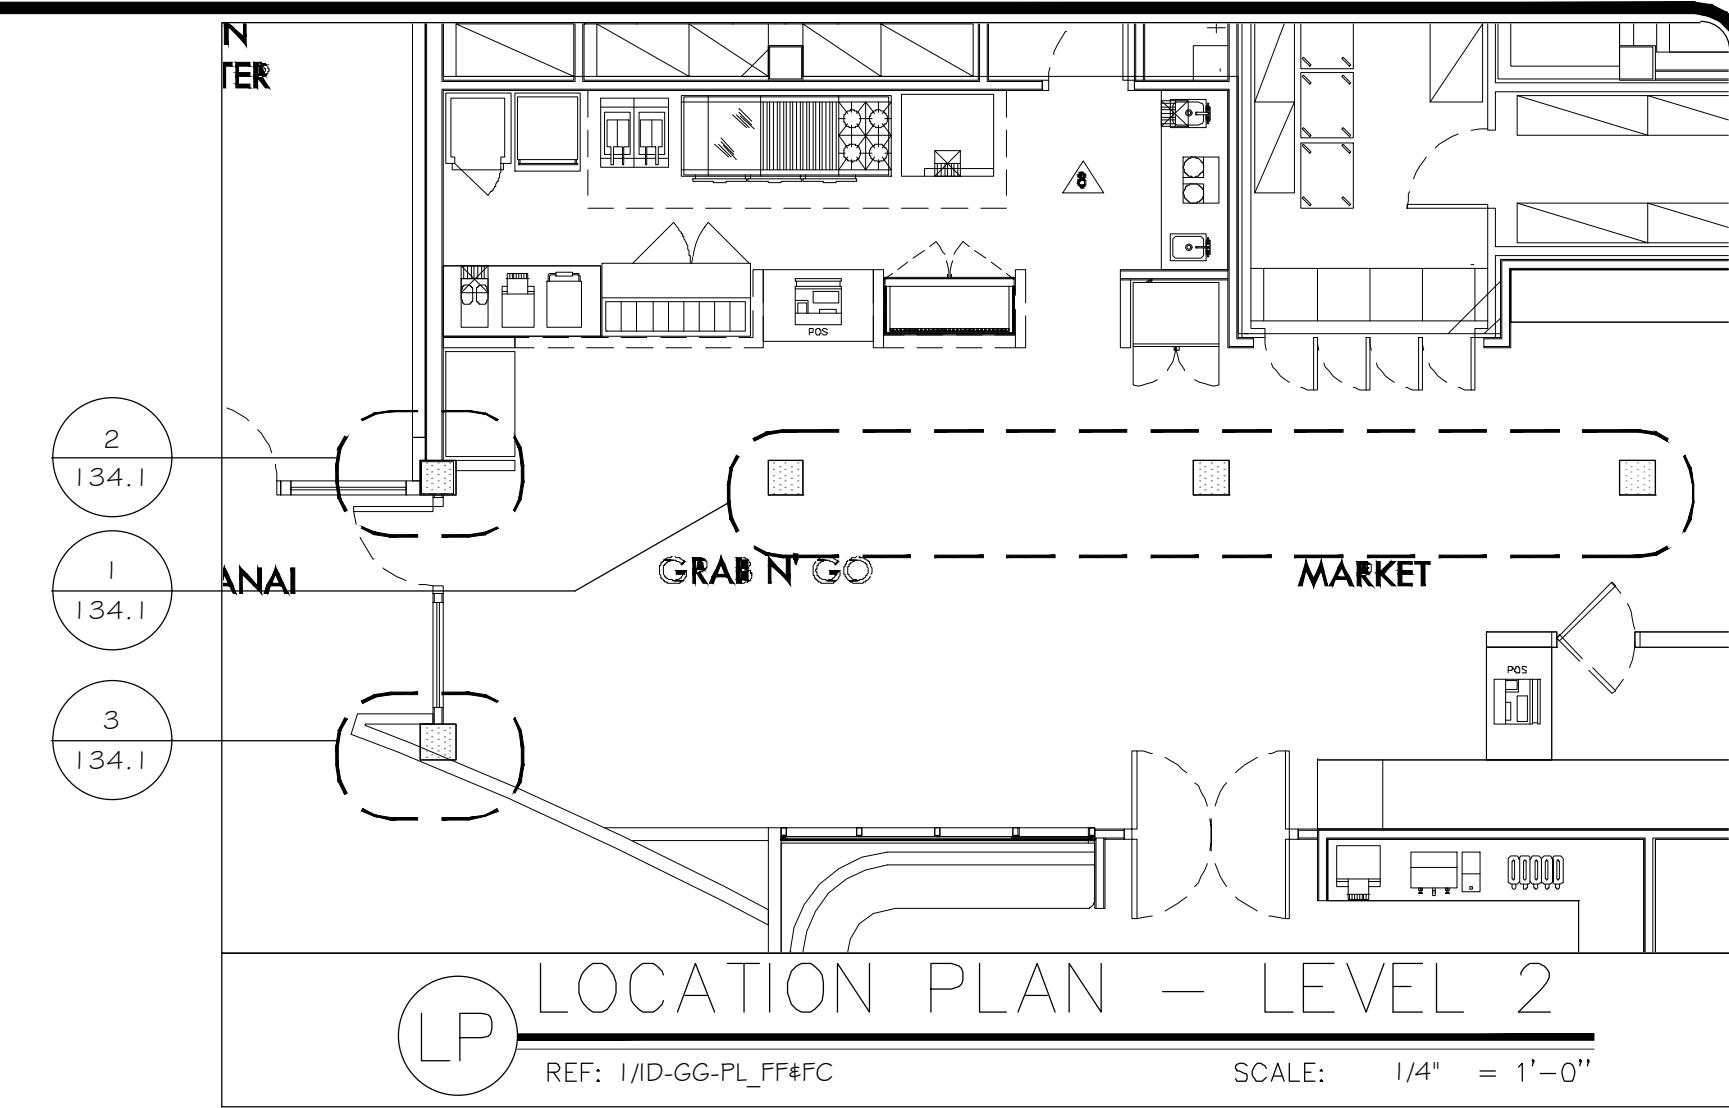 N
TER
8
POS
2
134.1
1
134.1
ANAI
GRAB N' GO
MARKET
POS
3
134.1
LP
LOCATION PLAN - LEVEL 2
REF: 1/ID-GG-PL_FF&FC SCALE: 1/4" = 1'-0"